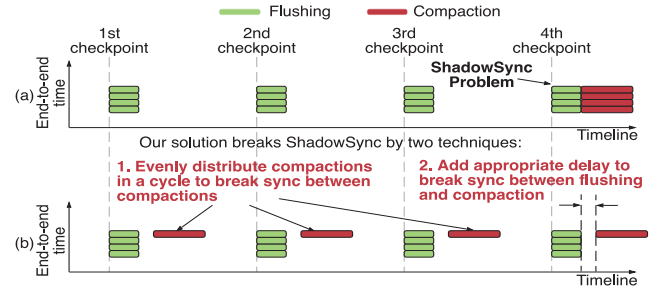 Flushing Compaction
1st checkpoint
2nd checkpoint
3rd checkpoint
4th checkpoint
ShadowSync Problem
(a)
End-to-end time
Timeline
Our solution breaks ShadowSync by two techniques:
1. Evenly distribute compactions
in a cycle to break sync between
compactions
2. Add appropriate delay to
break sync between flushing
and compaction
(b)
End-to-end time
Timeline